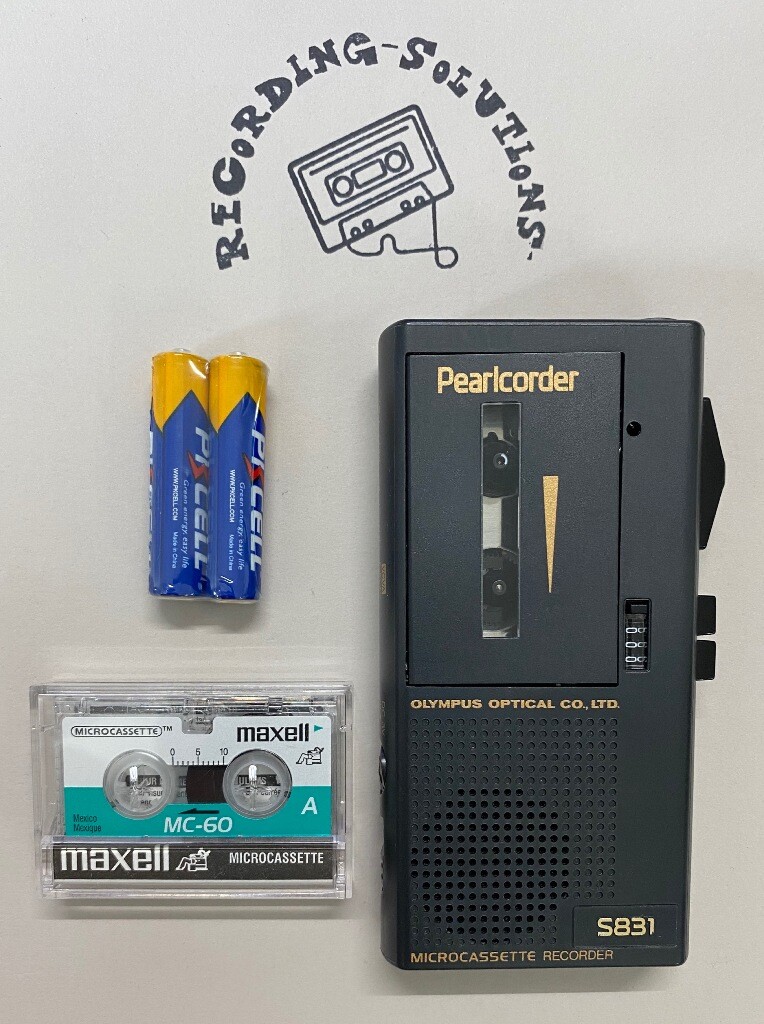 RECORDING-SOLUTIONS
Pearlcorder
PKCELL
Green energy, easy life
WWW.PKCELL.COM
Made in China
PKCELL
Green energy, easy life
WWW.PKCELL.COM
Made in China
OLYMPUS OPTICAL CO., LTD.
MICROCASSETTE™
maxell
0 5 10
A
Mexico
Mexique
MC-60
maxell
MICROCASSETTE
S831
MICROCASSETTE RECORDER